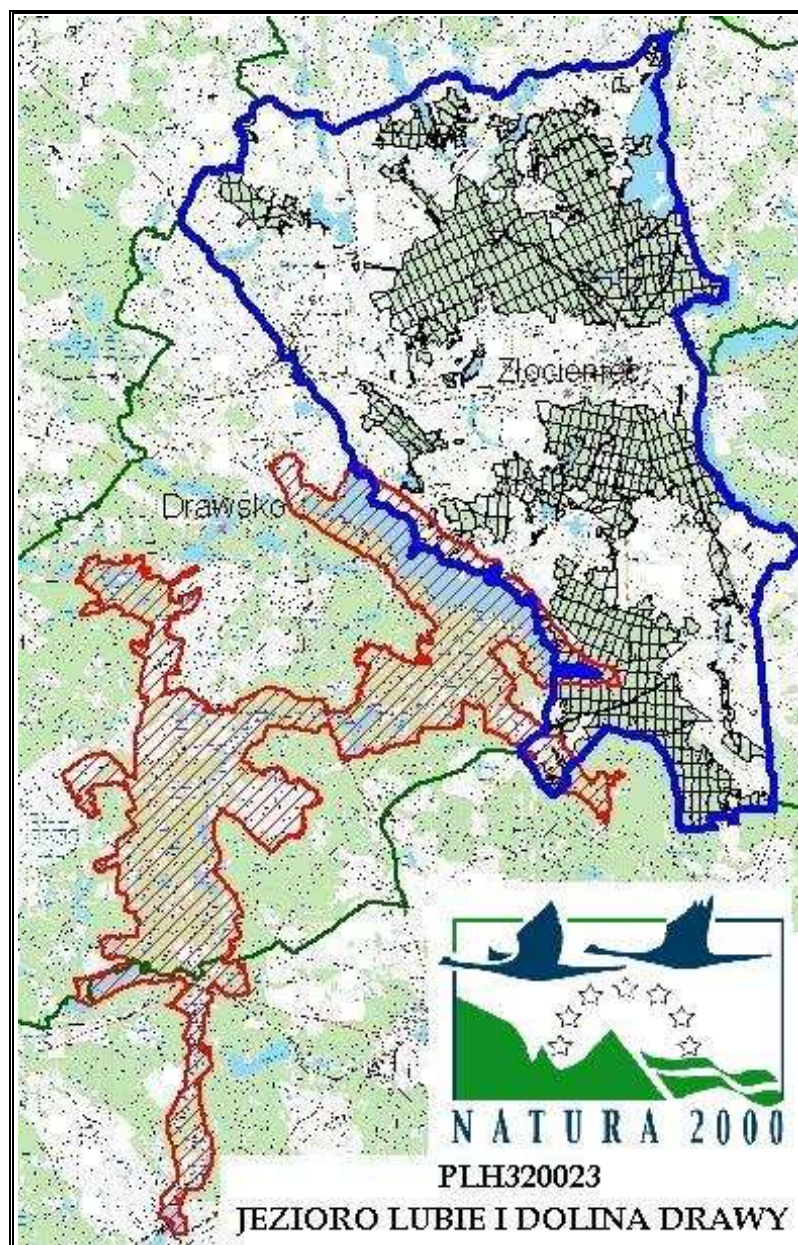 Złocieniec
Drawsko
NATURA 2000
PLH320023
JEZIORO LUBIE I DOLINA DRAWY